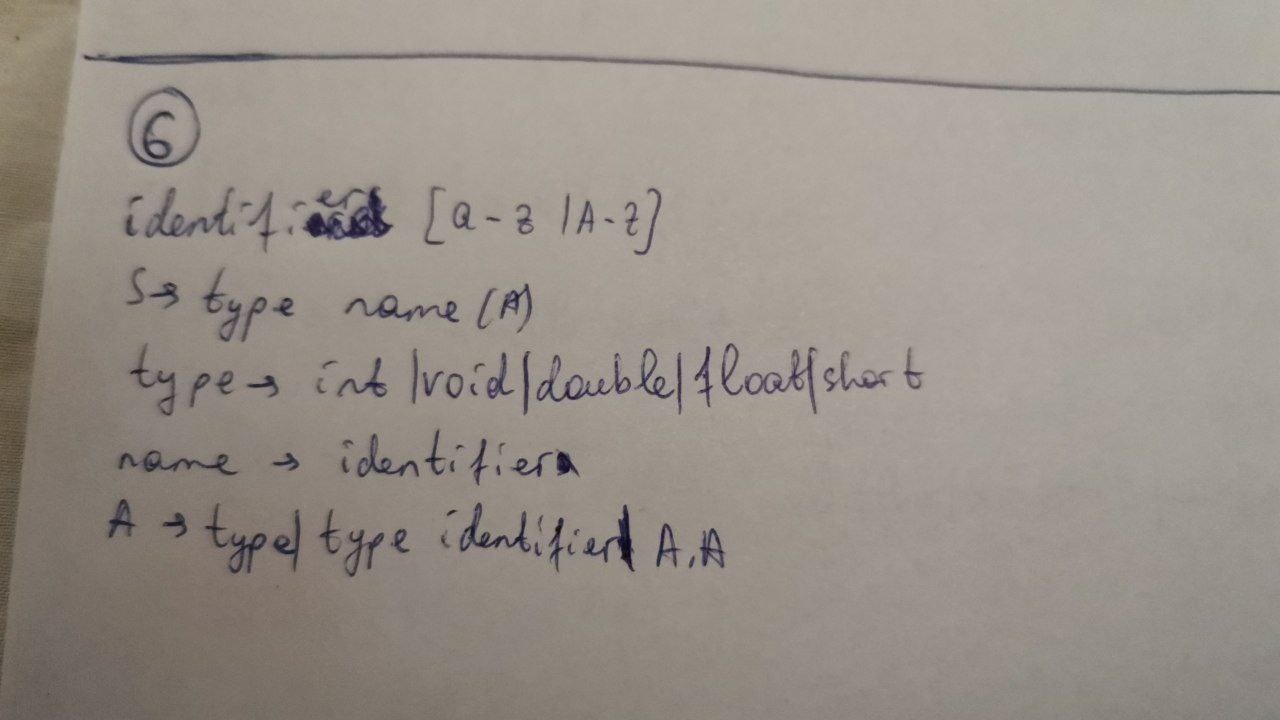 6
identifier [a-z|A-Z]
S→ type name (A)
type→ int|void|double|float|short
name → identifier
A → type| type identifier| A,A